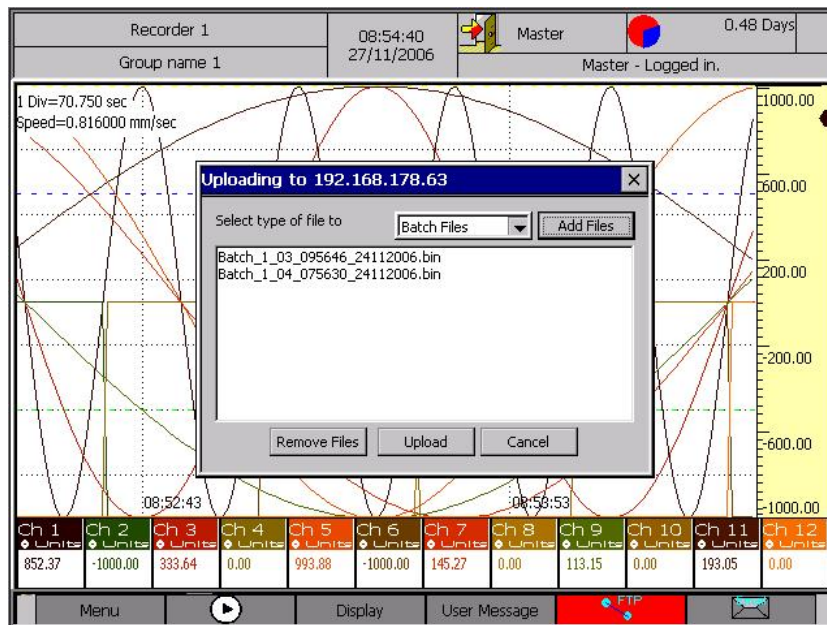 Recorder 1
Group name 1
08:54:40
27/11/2006
Master
0.48 Days
Master - Logged in.
1 Div=70.750 sec
Speed=0.816000 mm/sec
1000.00
600.00
200.00
-200.00
-600.00
-1000.00
Uploading to 192.168.178.63
Select type of file to
Batch Files
Add Files
Batch_1_03_095646_24112006.bin
Batch_1_04_075630_24112006.bin
Remove Files
Upload
Cancel
08:52:43
08:53:53
Ch 1 Ch 2 Ch 3 Ch 4 Ch 5 Ch 6 Ch 7 Ch 8 Ch 9 Ch 10 Ch 11 Ch 12
Units Units Units Units Units Units Units Units Units Units Units Units
852.37 -1000.00 333.64 0.00 993.88 -1000.00 145.27 0.00 113.15 0.00 193.05 0.00
Menu
Display
User Message
FTP